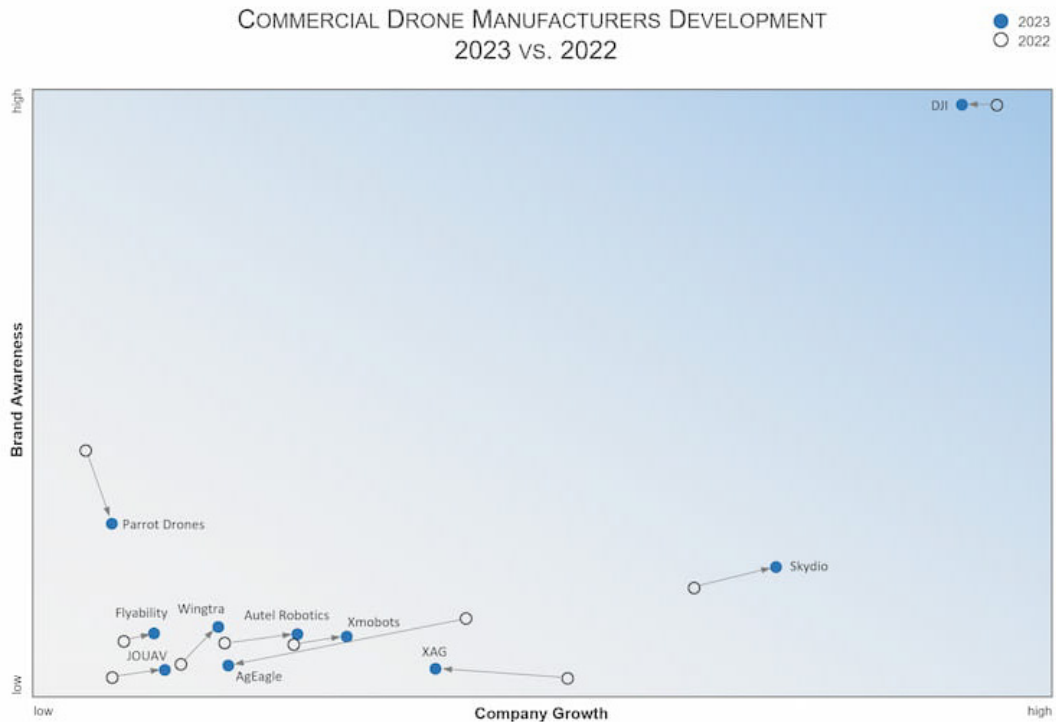 COMMERCIAL DRONE MANUFACTURERS DEVELOPMENT
2023 VS. 2022
2023
2022
high
DJI
Brand Awareness
Parrot Drones
Skydio
Flyability
Wingtra
Autel Robotics
Xmobots
JOUAV
AgEagle
XAG
low
low
Company Growth
high